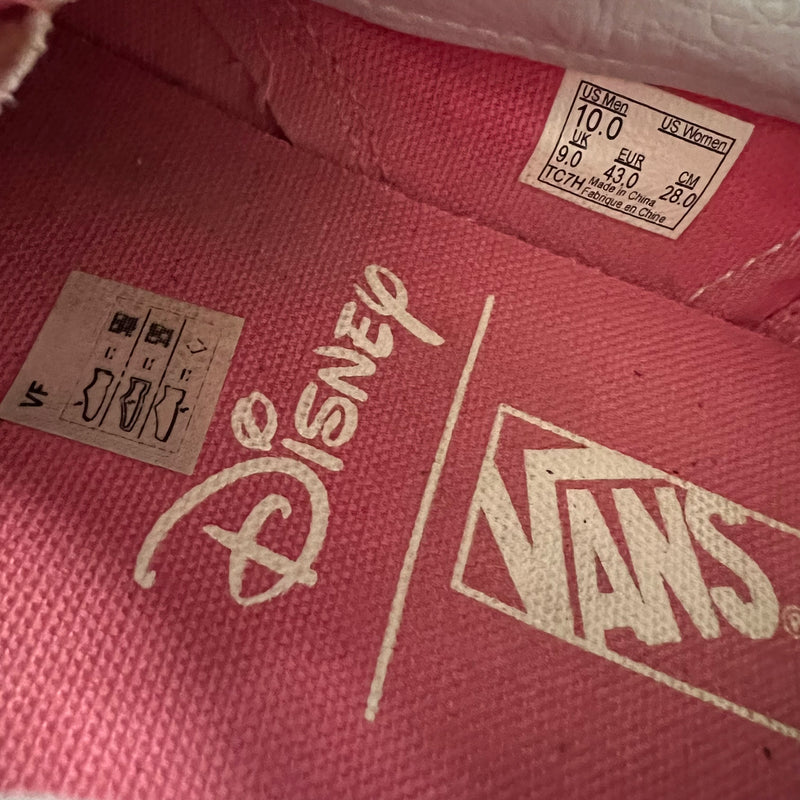 US Men US Women
10.0
UK EUR CM
9.0 43.0 28.0
TC7H Made in China
Fabrique en Chine
VF
Disney
VANS
®